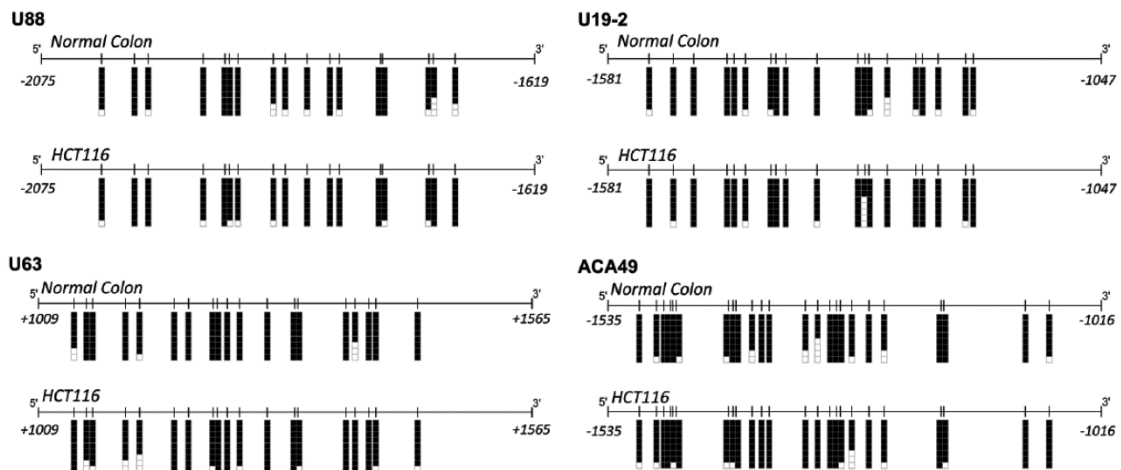 U88
5' Normal Colon 3'
-2075 -1619
5' HCT116 3'
-2075 -1619
U19-2
5' Normal Colon 3'
-1581 -1047
5' HCT116 3'
-1581 -1047
U63
5' Normal Colon 3'
+1009 +1565
5' HCT116 3'
+1009 +1565
ACA49
5' Normal Colon 3'
-1535 -1016
5' HCT116 3'
-1535 -1016